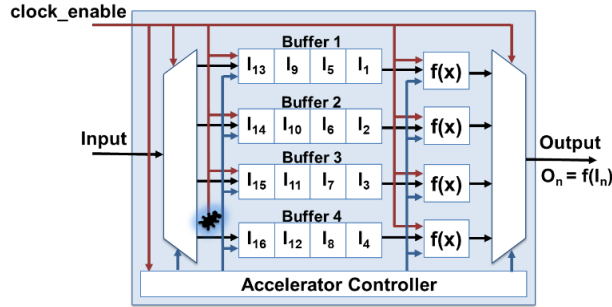 clock_enable
Buffer 1
I13 I9 I5 I1
f(x)
Buffer 2
I14 I10 I6 I2
f(x)
Input
Output
Buffer 3
On = f(In)
I15 I11 I7 I3
f(x)
Buffer 4
I16 I12 I8 I4
f(x)
Accelerator Controller